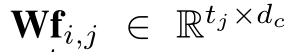 Wf_{i,j} ∈ ℝ^{t_j×d_c}